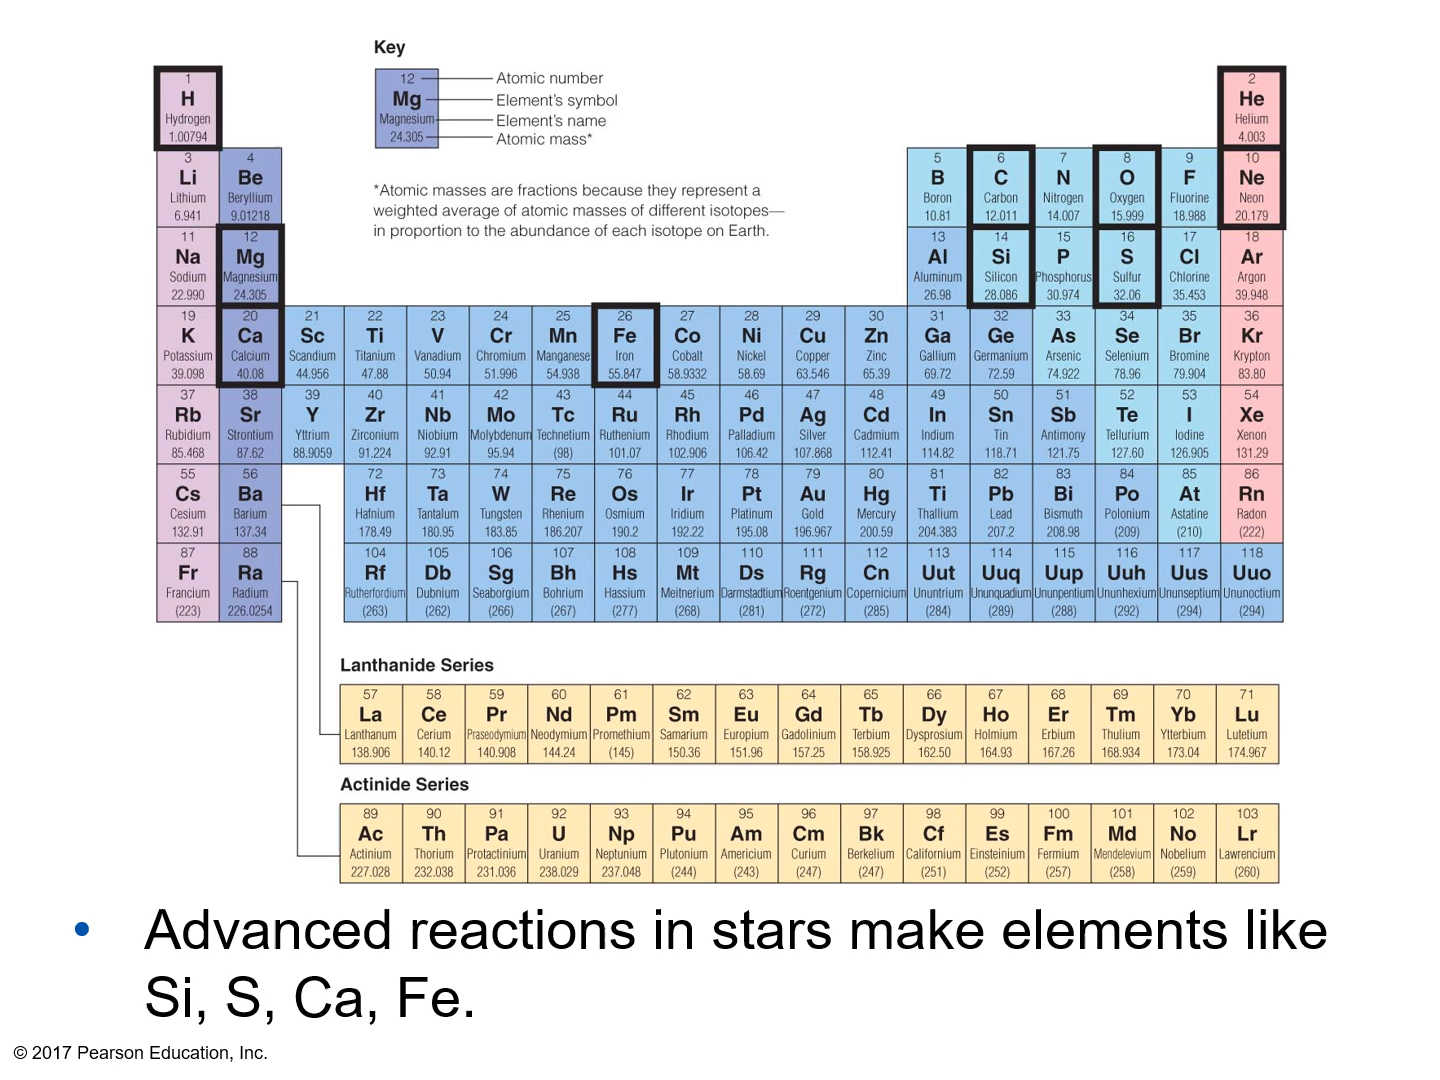 Key
12
Mg
Magnesium
24.305
Atomic number
Element's symbol
Element's name
Atomic mass*
*Atomic masses are fractions because they represent a
weighted average of atomic masses of different isotopes—
in proportion to the abundance of each isotope on Earth.
1 2
H He
Hydrogen Helium
1.00794 4.003
3 4 5 6 7 8 9 10
Li Be B C N O F Ne
Lithium Beryllium Boron Carbon Nitrogen Oxygen Fluorine Neon
6.941 9.01218 10.81 12.011 14.007 15.999 18.988 20.179
11 12 13 14 15 16 17 18
Na Mg Al Si P S Cl Ar
Sodium Magnesium Aluminum Silicon Phosphorus Sulfur Chlorine Argon
22.990 24.305 26.98 28.086 30.974 32.06 35.453 39.948
19 20 21 22 23 24 25 26 27 28 29 30 31 32 33 34 35 36
K Ca Sc Ti V Cr Mn Fe Co Ni Cu Zn Ga Ge As Se Br Kr
Potassium Calcium Scandium Titanium Vanadium Chromium Manganese Iron Cobalt Nickel Copper Zinc Gallium Germanium Arsenic Selenium Bromine Krypton
39.098 40.08 44.956 47.88 50.94 51.996 54.938 55.847 58.9332 58.69 63.546 65.39 69.72 72.59 74.922 78.96 79.904 83.80
37 38 39 40 41 42 43 44 45 46 47 48 49 50 51 52 53 54
Rb Sr Y Zr Nb Mo Tc Ru Rh Pd Ag Cd In Sn Sb Te I Xe
Rubidium Strontium Yttrium Zirconium Niobium Molybdenum Technetium Ruthenium Rhodium Palladium Silver Cadmium Indium Tin Antimony Tellurium Iodine Xenon
85.468 87.62 88.9059 91.224 92.91 95.94 (98) 101.07 102.906 106.42 107.868 112.41 114.82 118.71 121.75 127.60 126.905 131.29
55 56 72 73 74 75 76 77 78 79 80 81 82 83 84 85 86
Cs Ba Hf Ta W Re Os Ir Pt Au Hg Ti Pb Bi Po At Rn
Cesium Barium Hafnium Tantalum Tungsten Rhenium Osmium Iridium Platinum Gold Mercury Thallium Lead Bismuth Polonium Astatine Radon
132.91 137.34 178.49 180.95 183.85 186.207 190.2 192.22 195.08 196.967 200.59 204.383 207.2 208.98 (209) (210) (222)
87 88 104 105 106 107 108 109 110 111 112 113 114 115 116 117 118
Fr Ra Rf Db Sg Bh Hs Mt Ds Rg Cn Uut Uuq Uup Uuh Uus Uuo
Francium Radium Rutherfordium Dubnium Seaborgium Bohrium Hassium Meitnerium Darmstadtium Roentgenium Copernicium Ununtrium Ununquadium Ununpentium Ununhexium Ununseptium Ununoctium
(223) 226.0254 (263) (262) (266) (267) (277) (268) (281) (272) (285) (284) (289) (288) (292) (294) (294)
Lanthanide Series
57 58 59 60 61 62 63 64 65 66 67 68 69 70 71
La Ce Pr Nd Pm Sm Eu Gd Tb Dy Ho Er Tm Yb Lu
Lanthanum Cerium Praseodymium Neodymium Promethium Samarium Europium Gadolinium Terbium Dysprosium Holmium Erbium Thulium Ytterbium Lutetium
138.906 140.12 140.908 144.24 (145) 150.36 151.96 157.25 158.925 162.50 164.93 167.26 168.934 173.04 174.967
Actinide Series
89 90 91 92 93 94 95 96 97 98 99 100 101 102 103
Ac Th Pa U Np Pu Am Cm Bk Cf Es Fm Md No Lr
Actinium Thorium Protactinium Uranium Neptunium Plutonium Americium Curium Berkelium Californium Einsteinium Fermium Mendelevium Nobelium Lawrencium
227.028 232.038 231.036 238.029 237.048 (244) (243) (247) (247) (251) (252) (257) (258) (259) (260)
• Advanced reactions in stars make elements like
Si, S, Ca, Fe.
© 2017 Pearson Education, Inc.